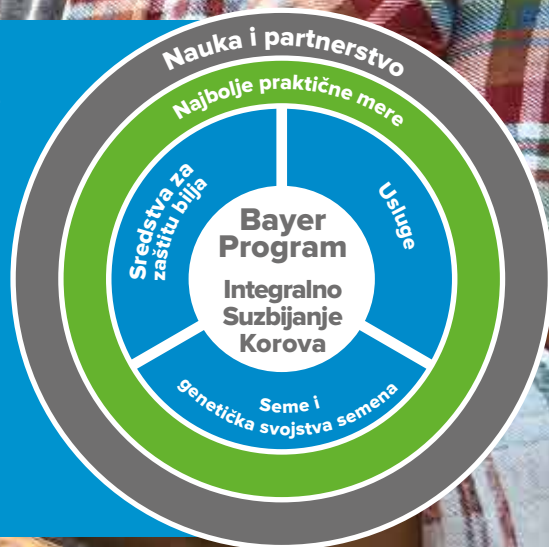 Nauka i partnerstvo
Najbolje praktične mere
Sredstva za
zaštitu bilja
Usluge
Bayer
Program
Integralno
Suzbijanje
Korova
Seme i
genetička svojstva semena